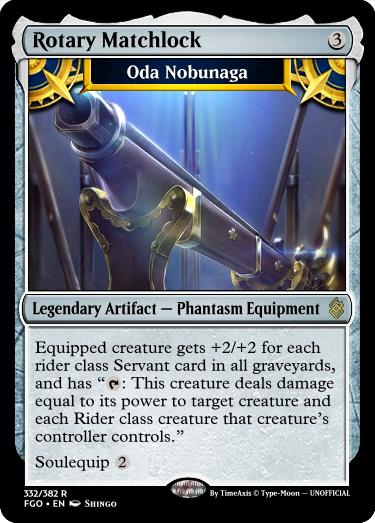 Rotary Matchlock 3
Oda Nobunaga
Legendary Artifact — Phantasm Equipment
Equipped creature gets +2/+2 for each
rider class Servant card in all graveyards,
and has “: This creature deals damage
equal to its power to target creature and
each Rider class creature that creature's
controller controls.”
Soulequip 2
332/382 R
FGO • EN Shingo
By TimeAxis © Type-Moon — UNOFFICIAL